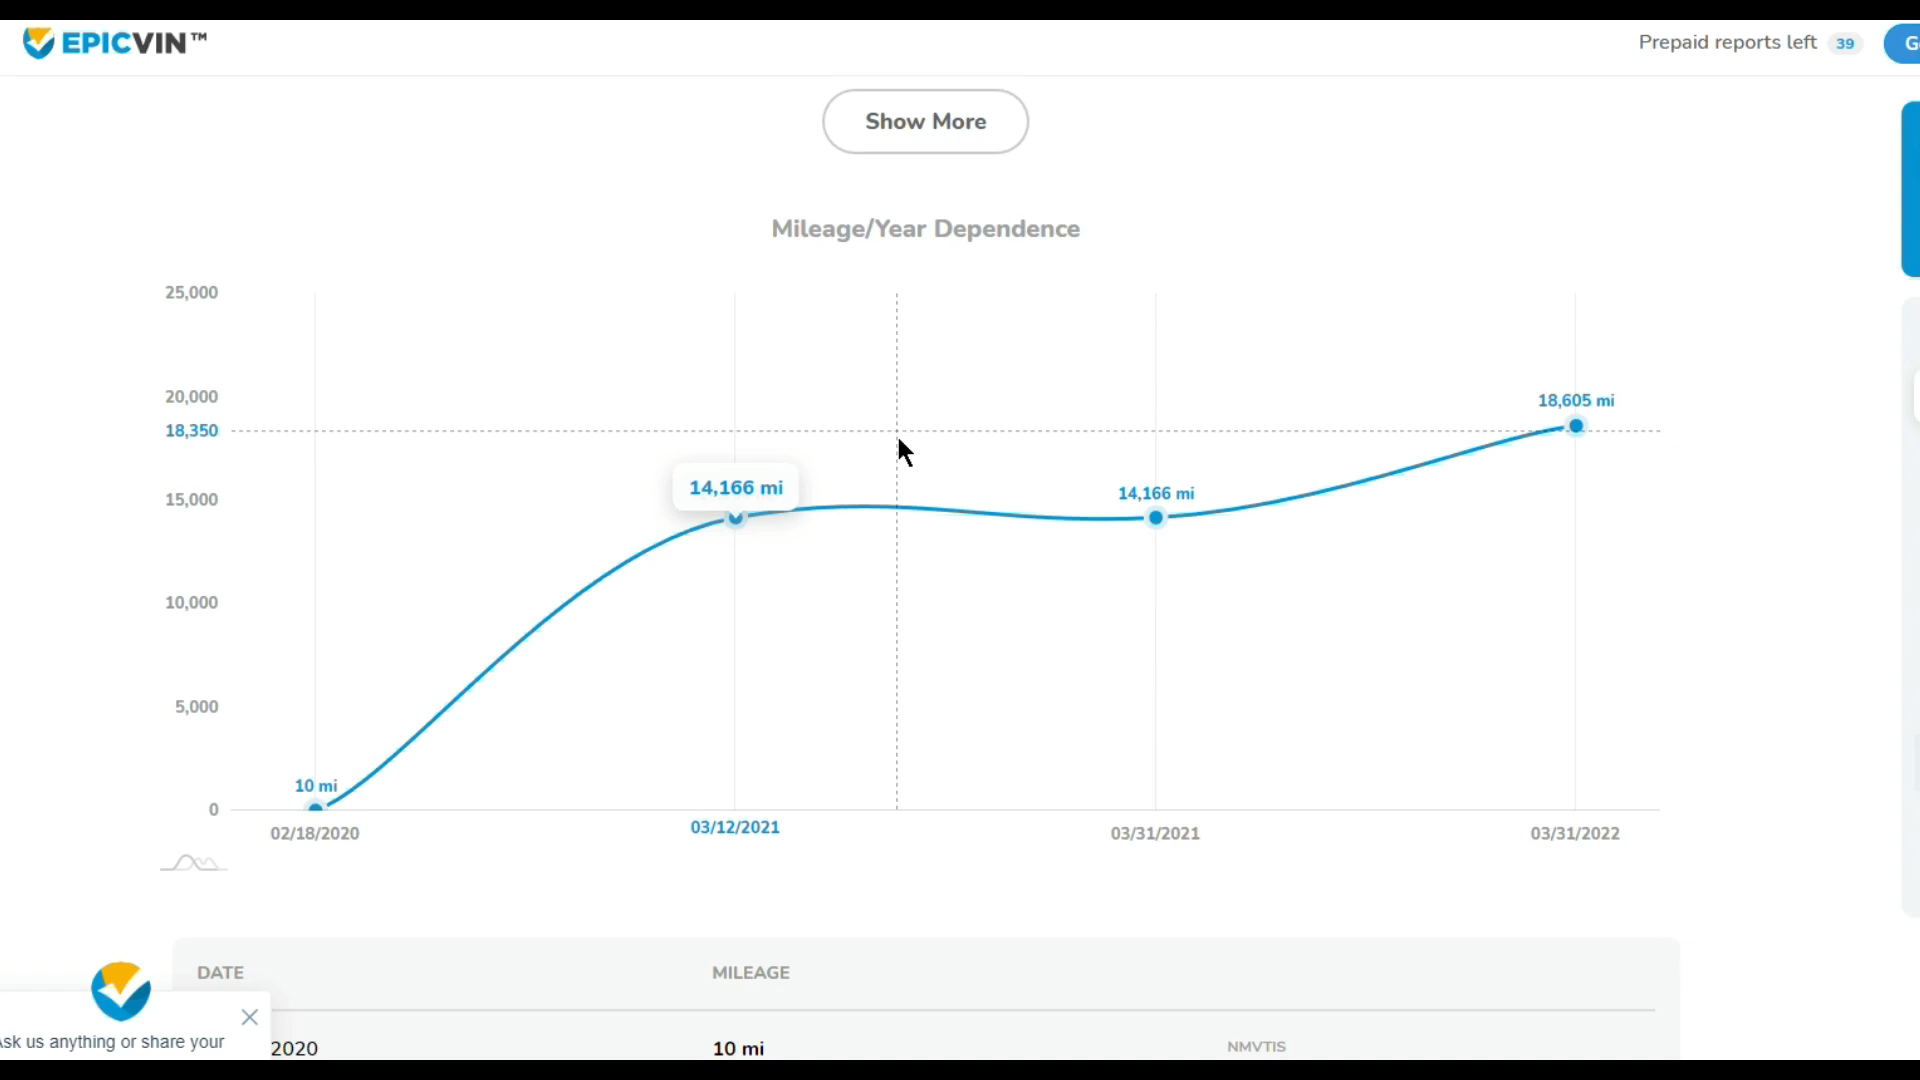 EPICVIN™
Prepaid reports left 39
Show More
Mileage/Year Dependence
25,000
20,000
18,605 mi
18,350
14,166 mi
14,166 mi
15,000
10,000
5,000
10 mi
0
02/18/2020
03/12/2021
03/31/2021
03/31/2022
DATE MILEAGE
Ask us anything or share your
2020 10 mi NMVTIS